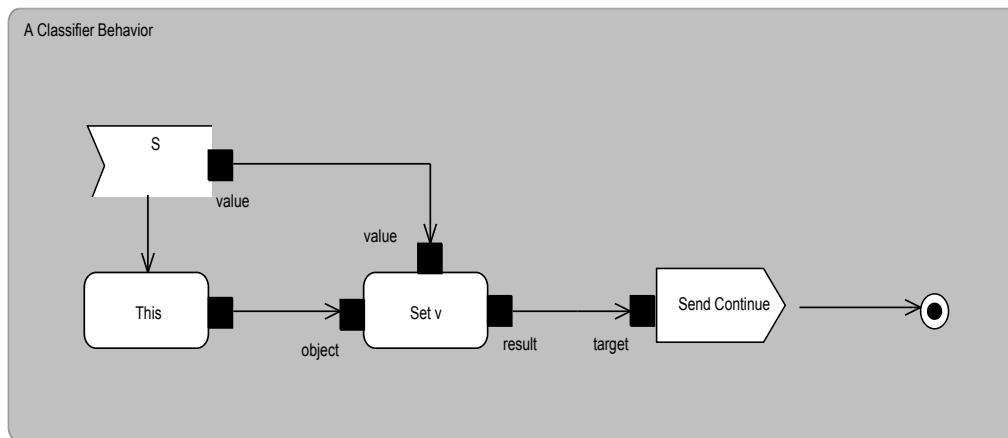 A Classifier Behavior
S
value
value
This
object
Set v
result
target
Send Continue